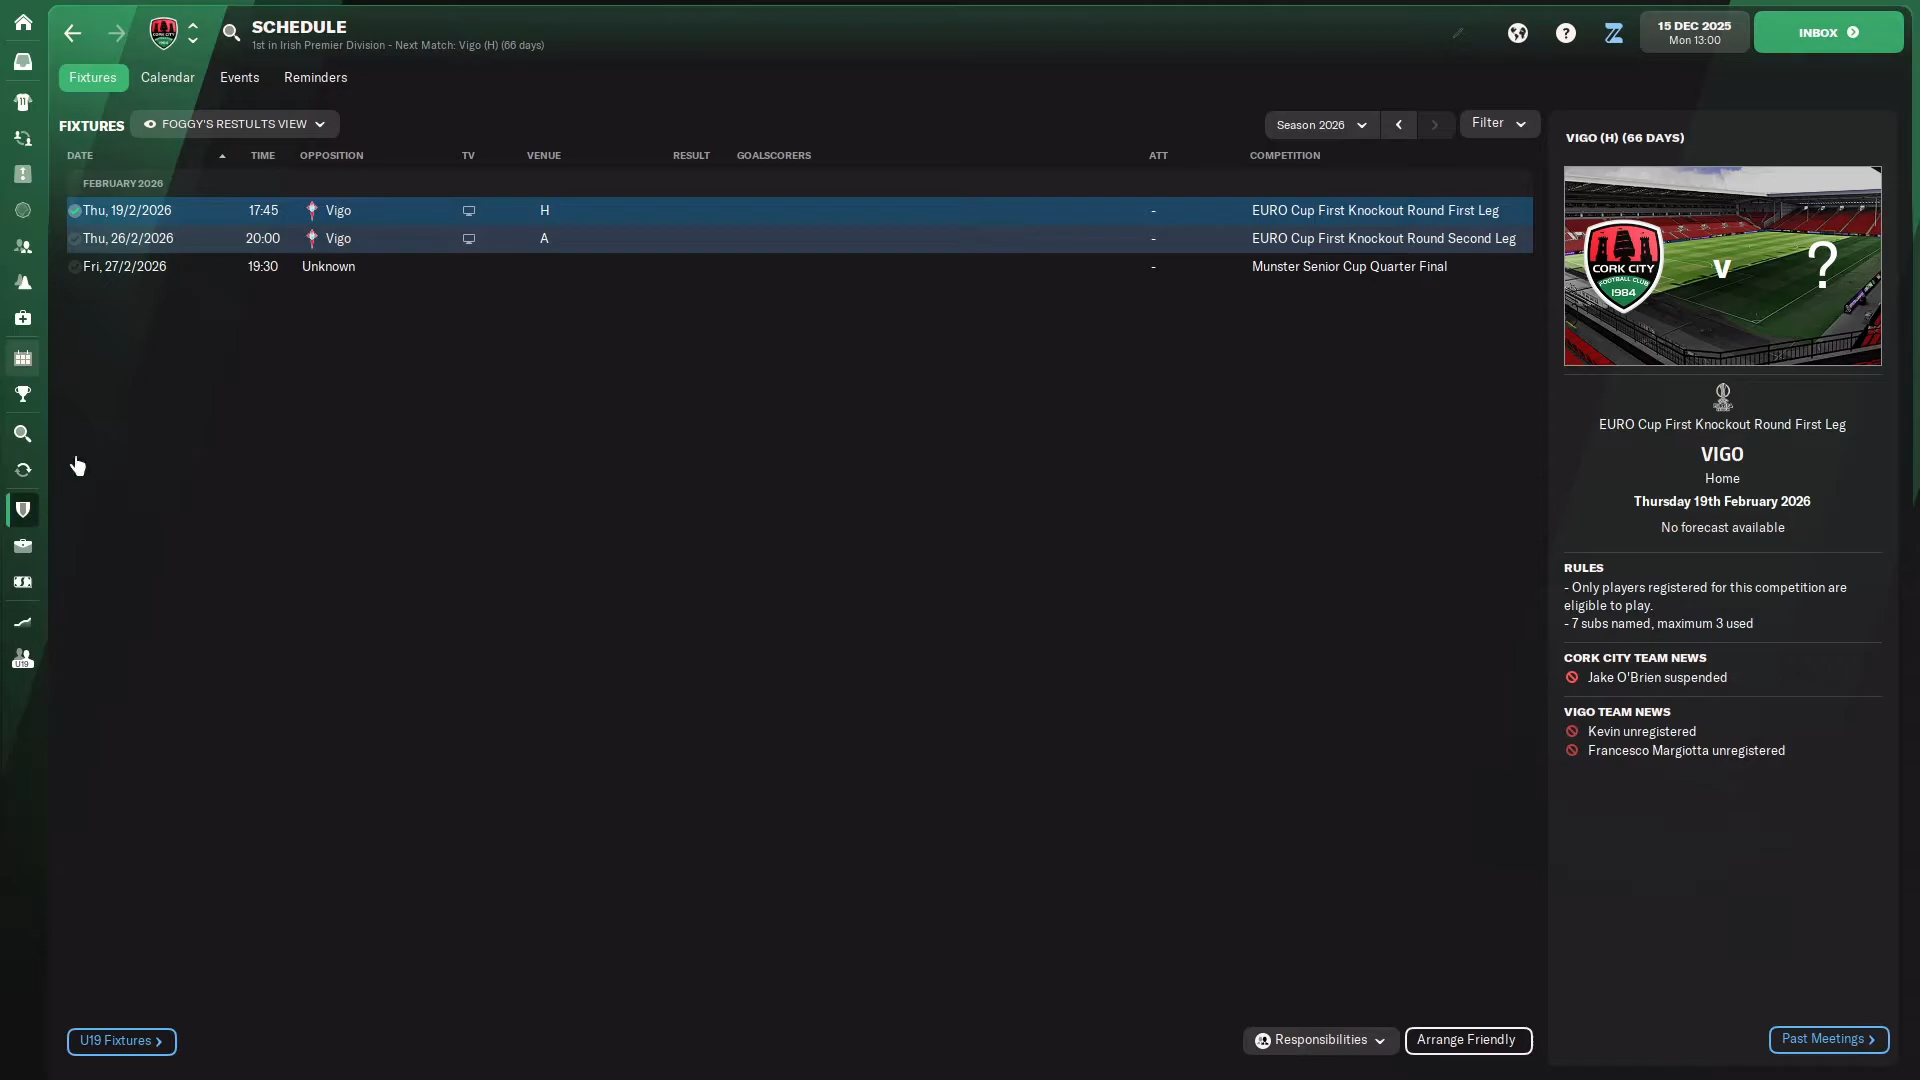 SCHEDULE
1st in Irish Premier Division - Next Match: Vigo (H) (66 days)
15 DEC 2025
Mon 13:00
INBOX
Fixtures Calendar Events Reminders
FIXTURES FOGGY'S RESTULTS VIEW Season 2026 Filter
DATE TIME OPPOSITION TV VENUE RESULT GOALSCORERS ATT COMPETITION
FEBRUARY 2026
Thu, 19/2/2026 17:45 Vigo H - EURO Cup First Knockout Round First Leg
Thu, 26/2/2026 20:00 Vigo A - EURO Cup First Knockout Round Second Leg
Fri, 27/2/2026 19:30 Unknown - Munster Senior Cup Quarter Final
U19
U19 Fixtures
Responsibilities Arrange Friendly
VIGO (H) (66 DAYS)
CORK CITY
FOOTBALL CLUB
1984
v ?
EURO Cup First Knockout Round First Leg
VIGO
Home
Thursday 19th February 2026
No forecast available
RULES
- Only players registered for this competition are
eligible to play.
- 7 subs named, maximum 3 used
CORK CITY TEAM NEWS
Jake O'Brien suspended
VIGO TEAM NEWS
Kevin unregistered
Francesco Margiotta unregistered
Past Meetings